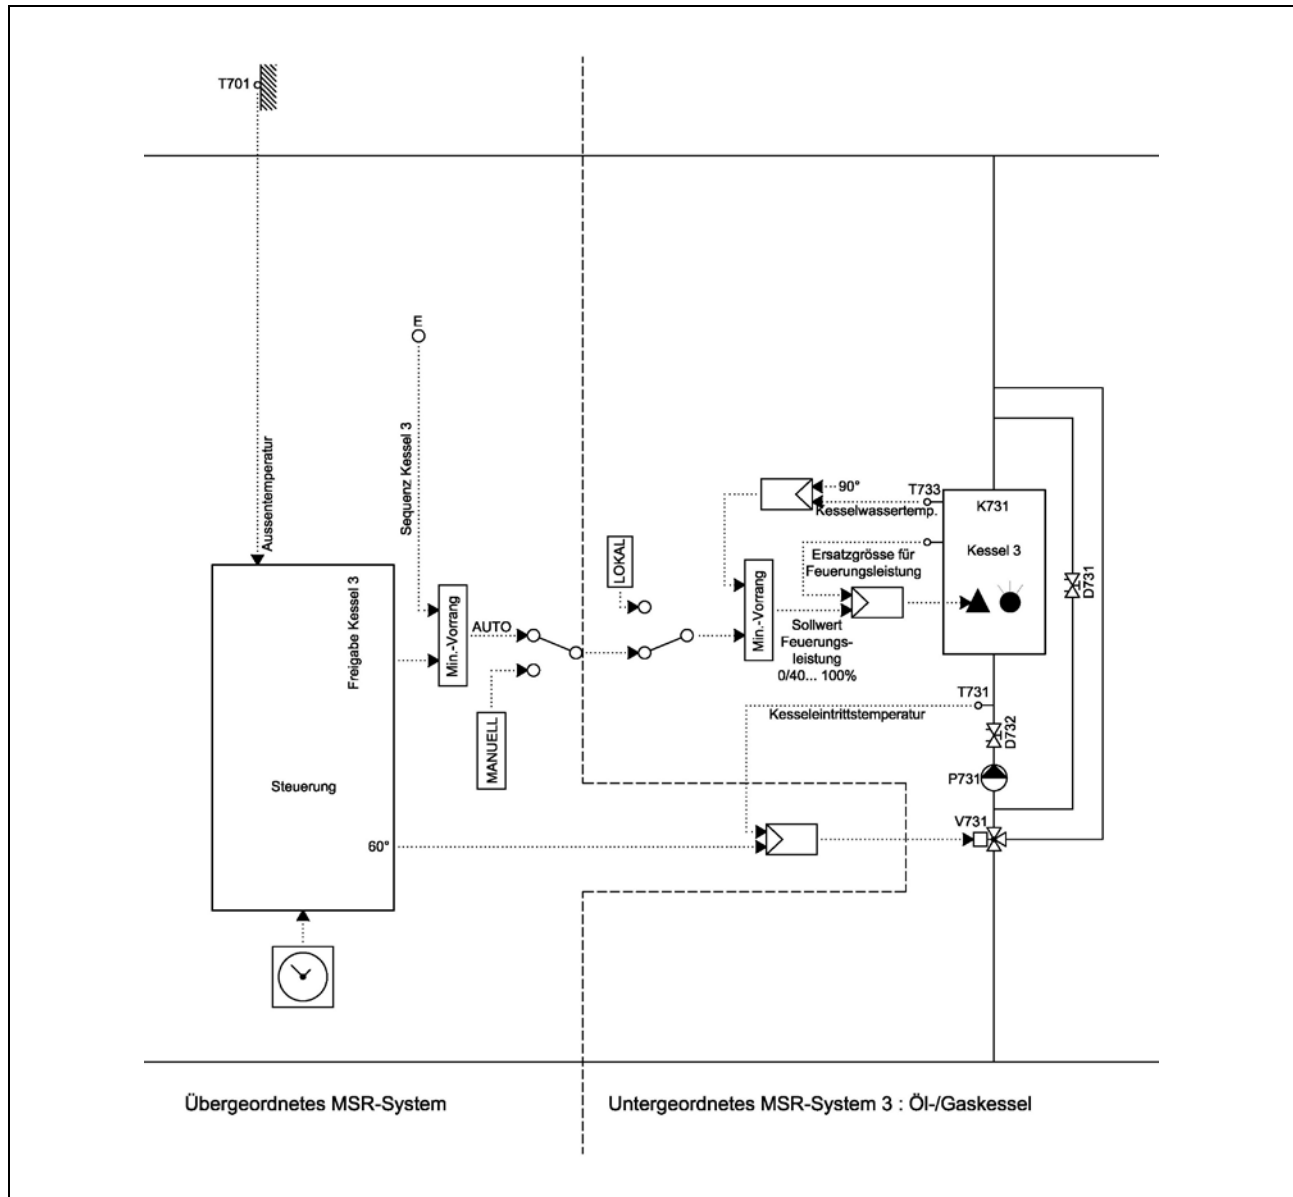 T701
E
Aussentemperatur
Sequenz Kessel 3
Freigabe Kessel 3
Min.-Vorrang
AUTO
MANUELL
Steuerung
60°
LOKAL
90°
T733
Kesselwassertemp.
K731
Kessel 3
Ersatzgrösse für
Feuerungsleistung
Min.-Vorrang
Sollwert
Feuerungs-
leistung
0/40... 100%
D731
T731
Kesseleintrittstemperatur
D732
P731
V731
Übergeordnetes MSR-System
Untergeordnetes MSR-System 3 : Öl-/Gaskessel